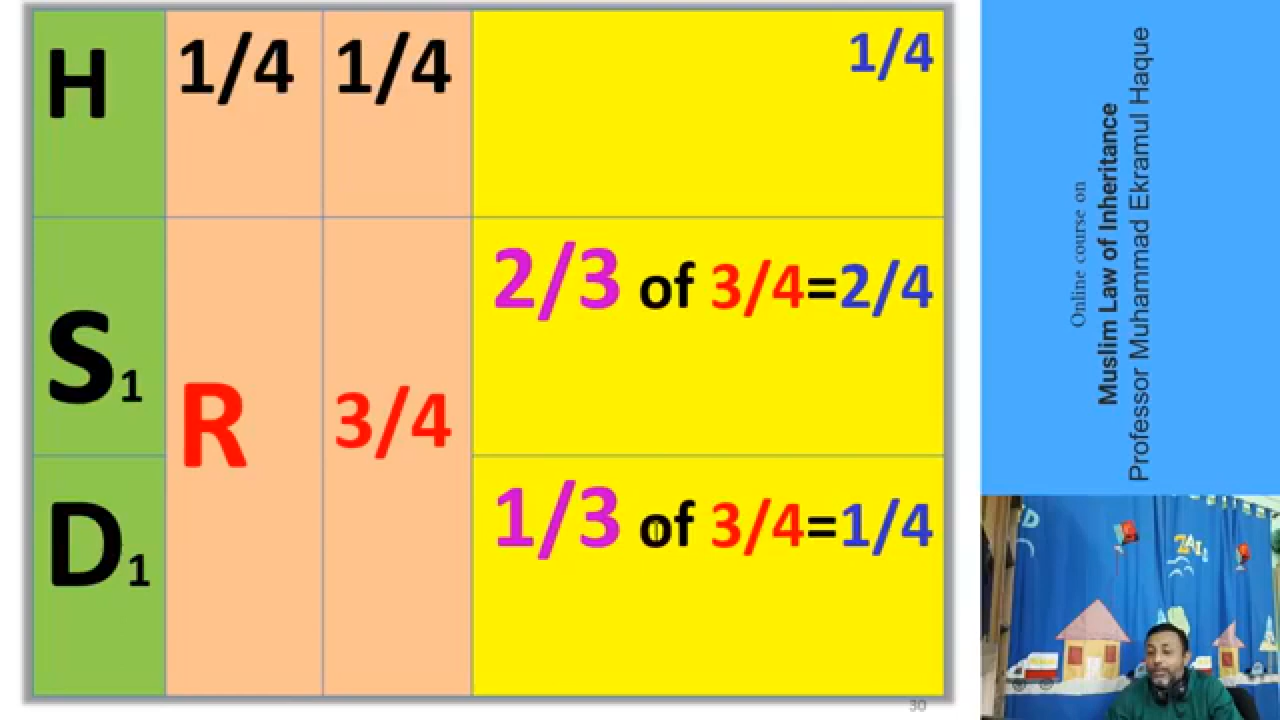 H 1/4 1/4 1/4
S1 2/3 of 3/4=2/4
R 3/4
D1 1/3 of 3/4=1/4
30
Online course on
Muslim Law of Inheritance
Professor Muhammad Ekramul Haque